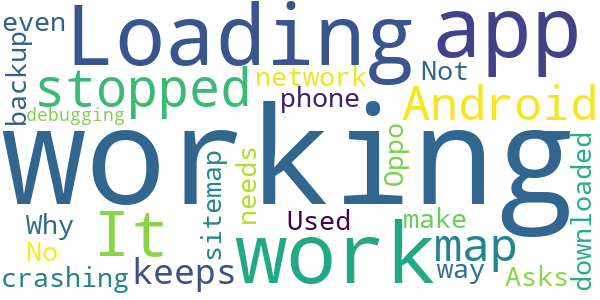 even
Loading
app
backup
stopped
network
Not
phone
Android
debugging
working
Oppo
downloaded
sitemap
needs
It
Why
Used
make
work
map
No
way
crashing
keeps
Asks